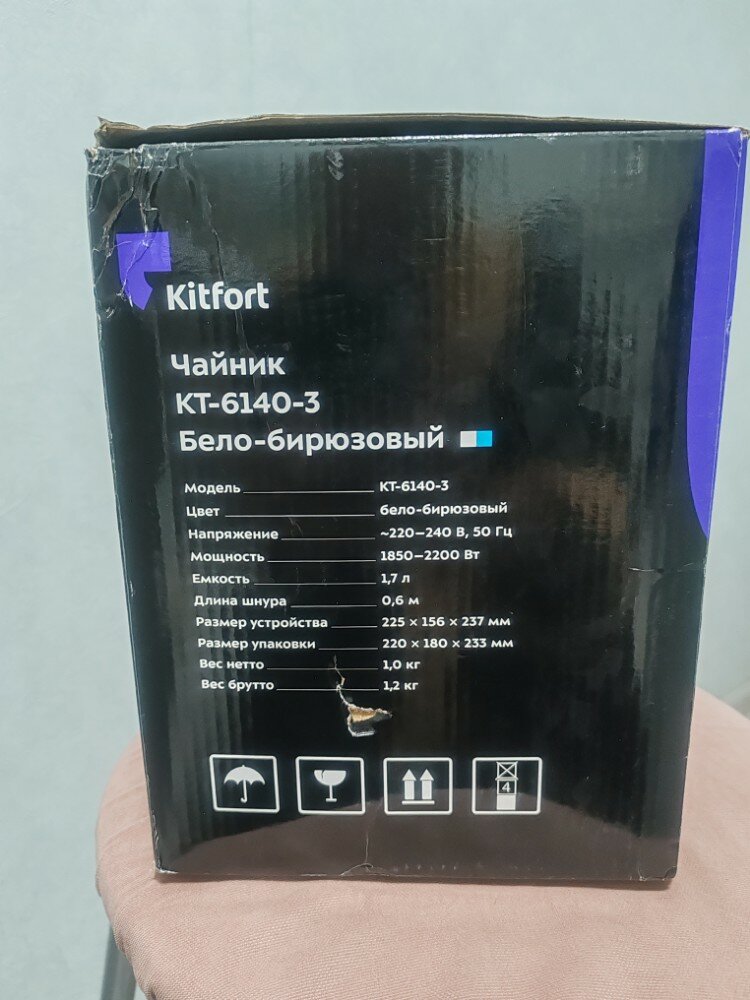 Kitfort
Чайник
КТ-6140-3
Бело-бирюзовый
Модель КТ-6140-3
Цвет бело-бирюзовый
Напряжение ~220–240 В, 50 Гц
Мощность 1850–2200 Вт
Емкость 1,7 л
Длина шнура 0,6 м
Размер устройства 225 × 156 × 237 мм
Размер упаковки 220 × 180 × 233 мм
Вес нетто 1,0 кг
Вес брутто 1,2 кг
4